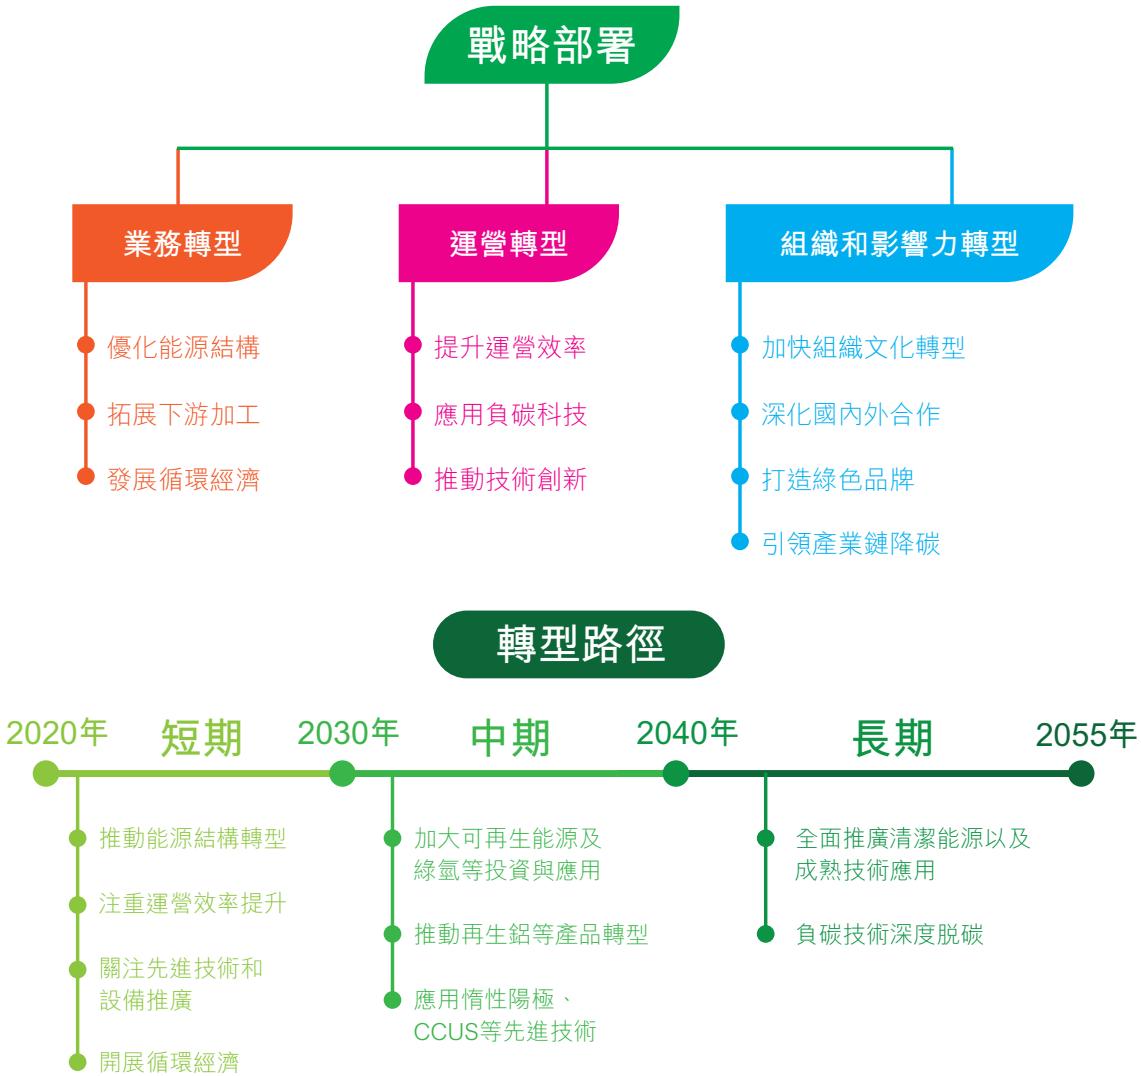 戰略部署
業務轉型
優化能源結構
拓展下游加工
發展循環經濟
運營轉型
提升運營效率
應用負碳科技
推動技術創新
組織和影響力轉型
加快組織文化轉型
深化國內外合作
打造綠色品牌
引領產業鏈降碳
轉型路徑
2020年 短期 2030年 中期 2040年 長期 2055年
推動能源結構轉型
注重運營效率提升
關注先進技術和
設備推廣
開展循環經濟
加大可再生能源及
綠氫等投資與應用
推動再生鋁等產品轉型
應用惰性陽極、
CCUS等先進技術
全面推廣清潔能源以及
成熟技術應用
負碳技術深度脱碳